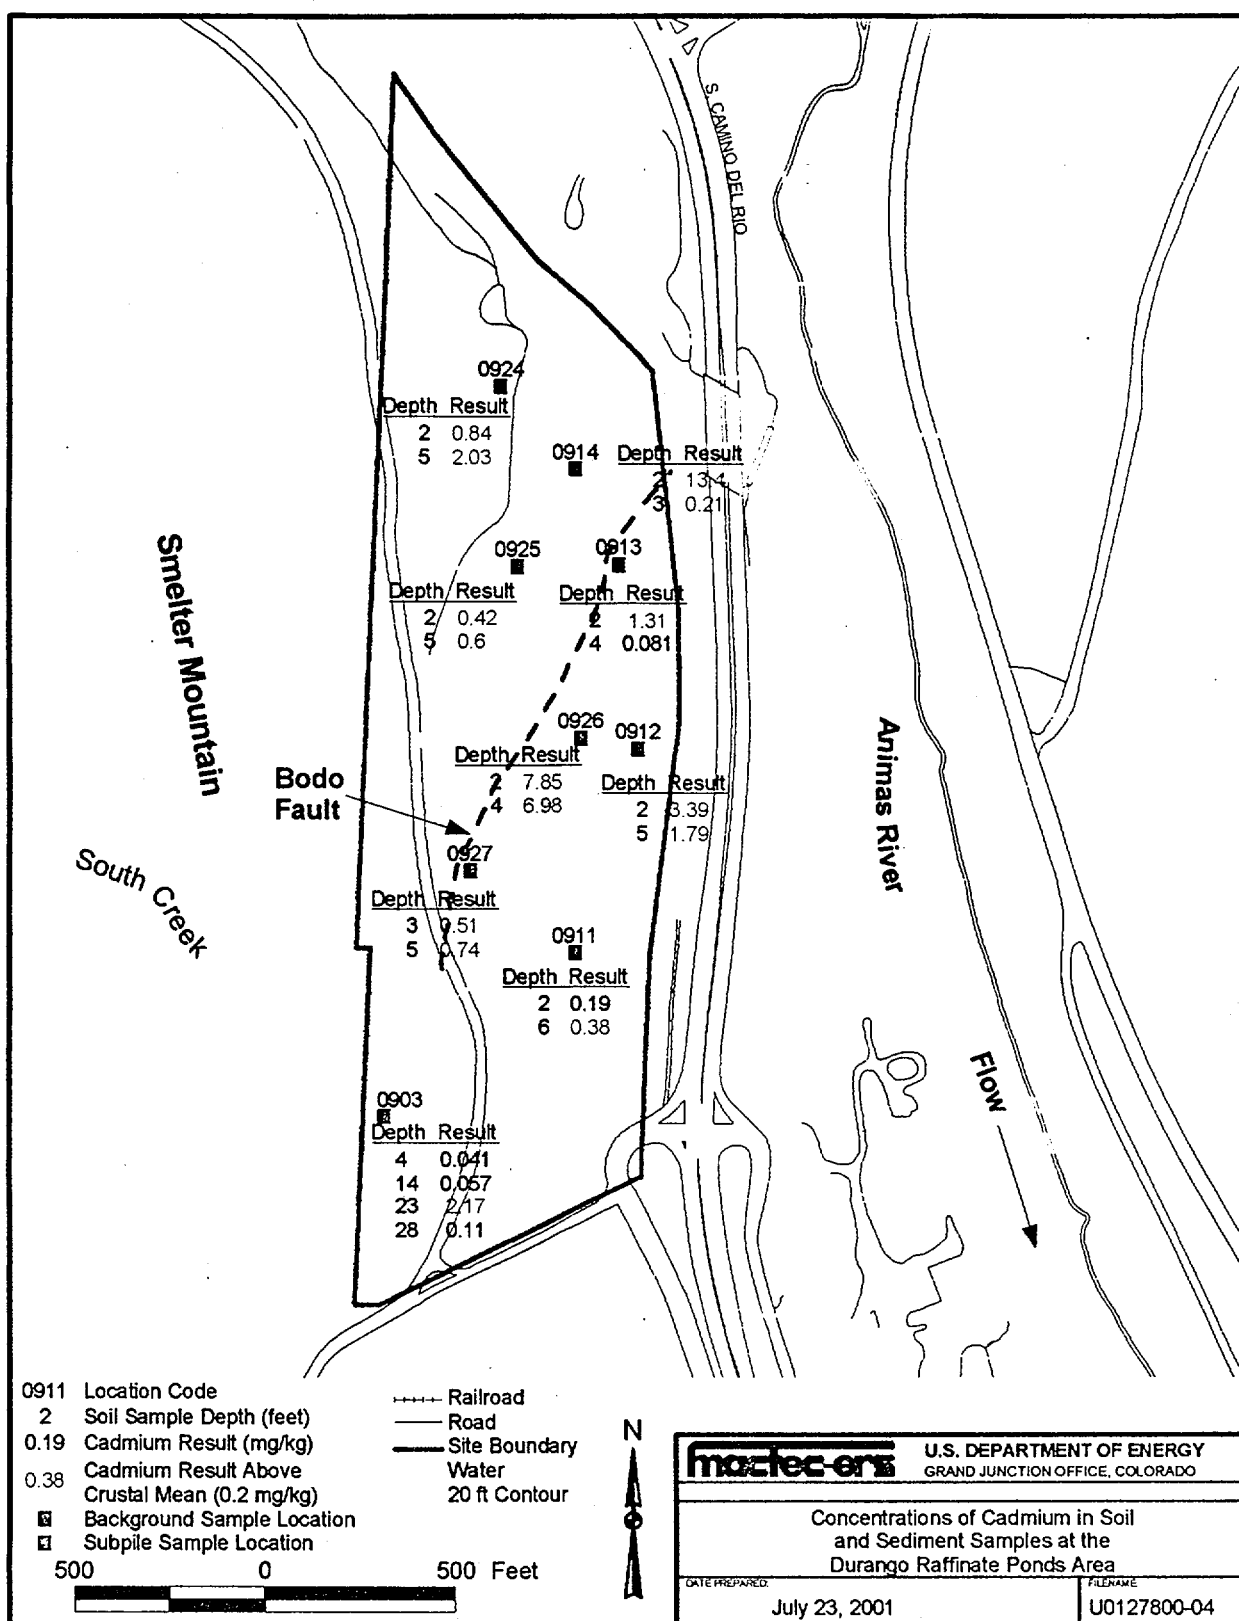 S. CAMINO DEL RIO
0924
Depth Result
2 0.84
5 2.03
0914
Depth Result
2 13.4
3 0.21
0925
Depth Result
2 0.42
5 0.6
0913
Depth Result
2 1.31
4 0.081
Smelter Mountain
0926
Depth Result
2 7.85
4 6.98
0912
Depth Result
2 3.39
5 1.79
Animas River
Bodo
Fault
South Creek
0927
Depth Result
3 0.51
5 0.74
0911
Depth Result
2 0.19
6 0.38
Flow
0903
Depth Result
4 0.041
14 0.057
23 2.17
28 0.11
0911 Location Code
2 Soil Sample Depth (feet)
0.19 Cadmium Result (mg/kg)
0.38 Cadmium Result Above
Crustal Mean (0.2 mg/kg)
Background Sample Location
Subpile Sample Location
Railroad
Road
Site Boundary
Water
20 ft Contour
500 0 500 Feet
N
mactec-ers
U.S. DEPARTMENT OF ENERGY
GRAND JUNCTION OFFICE, COLORADO
Concentrations of Cadmium in Soil
and Sediment Samples at the
Durango Raffinate Ponds Area
DATE PREPARED:
July 23, 2001
FILENAME
U0127800-04